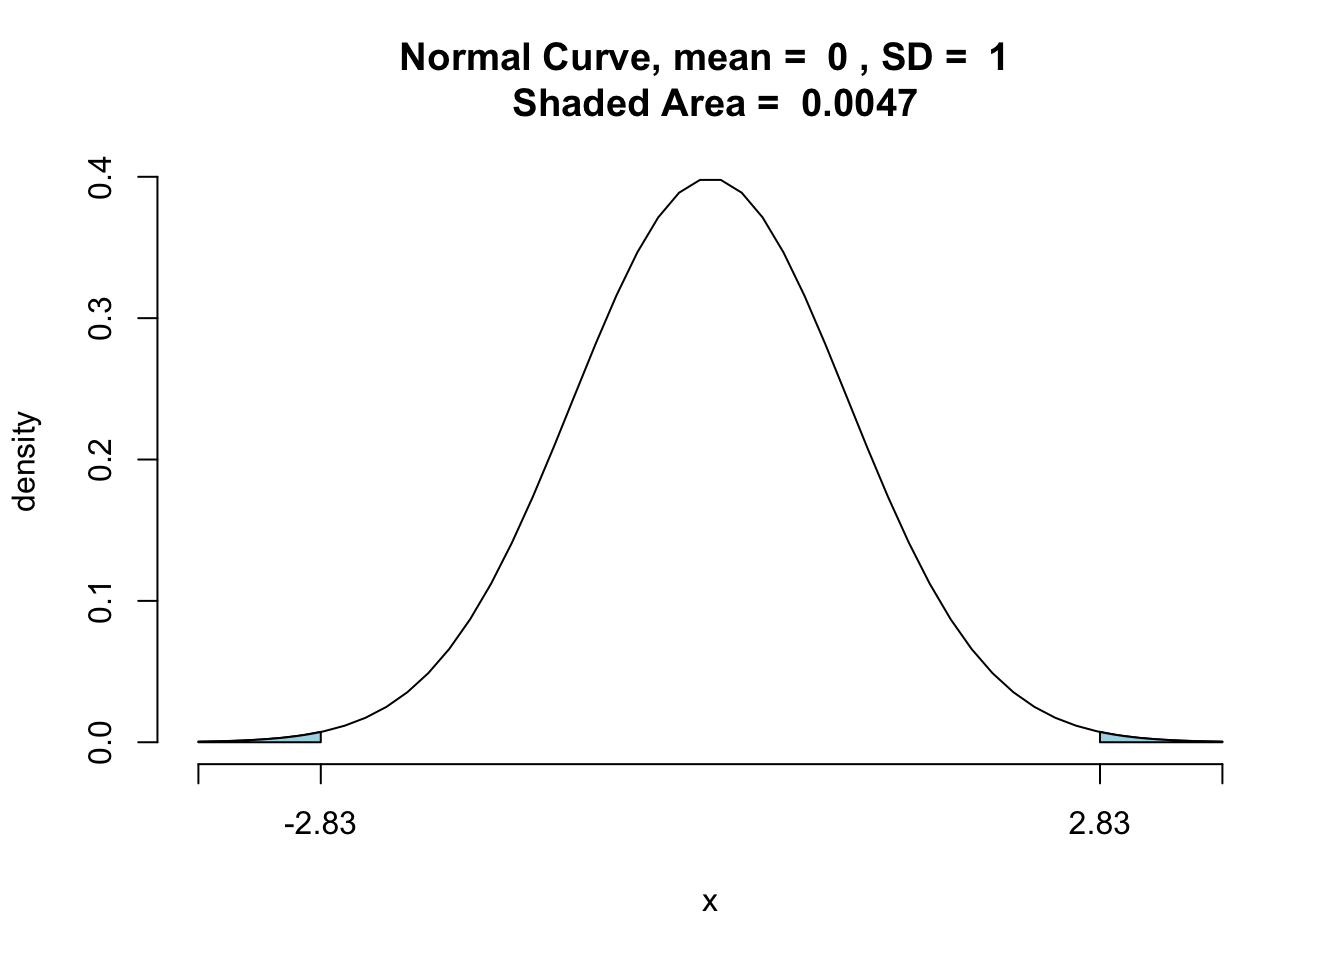 Normal Curve, mean =  0 , SD =  1
Shaded Area =  0.0047
0.4
0.3
0.2
0.1
0.0
density
-2.83
2.83
x